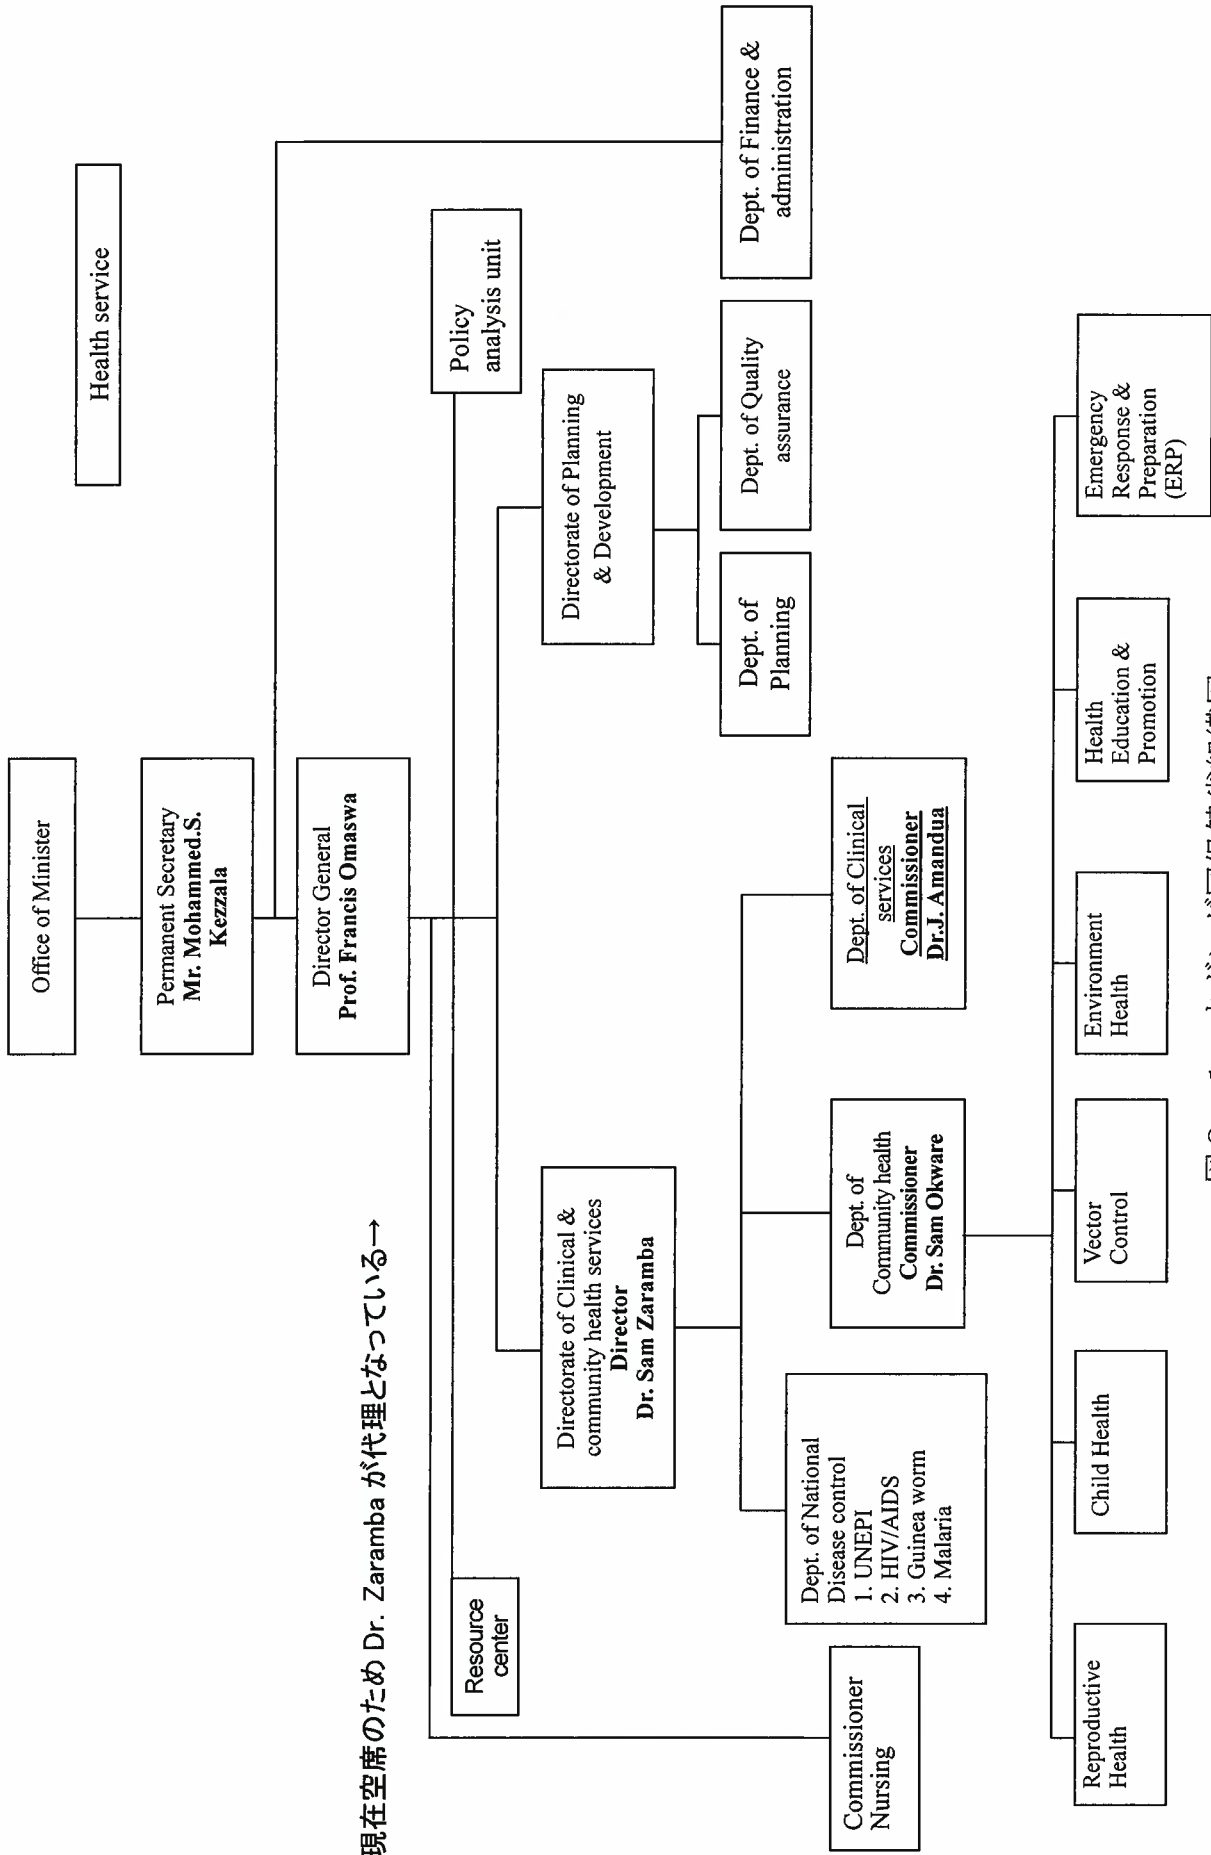 Health service
Office of Minister
Permanent Secretary
Mr. Mohammed.S.
Kezzala
Director General
Prof. Francis Omaswa
現在空席のため Dr. Zaramba が代理となっている→
Resource
center
Policy
analysis unit
Directorate of Clinical &
community health services
Director
Dr. Sam Zaramba
Directorate of Planning
& Development
Dept. of
Planning
Dept. of Quality
assurance
Dept. of Finance &
administration
Commissioner
Nursing
Dept. of National
Disease control
1. UNEPI
2. HIV/AIDS
3. Guinea worm
4. Malaria
Dept. of
Community health
Commissioner
Dr. Sam Okware
Dept. of Clinical
services
Commissioner
Dr.J. Amandua
Reproductive
Health
Child Health
Vector
Control
Environment
Health
Health
Education &
Promotion
Emergency
Response &
Preparation
(ERP)